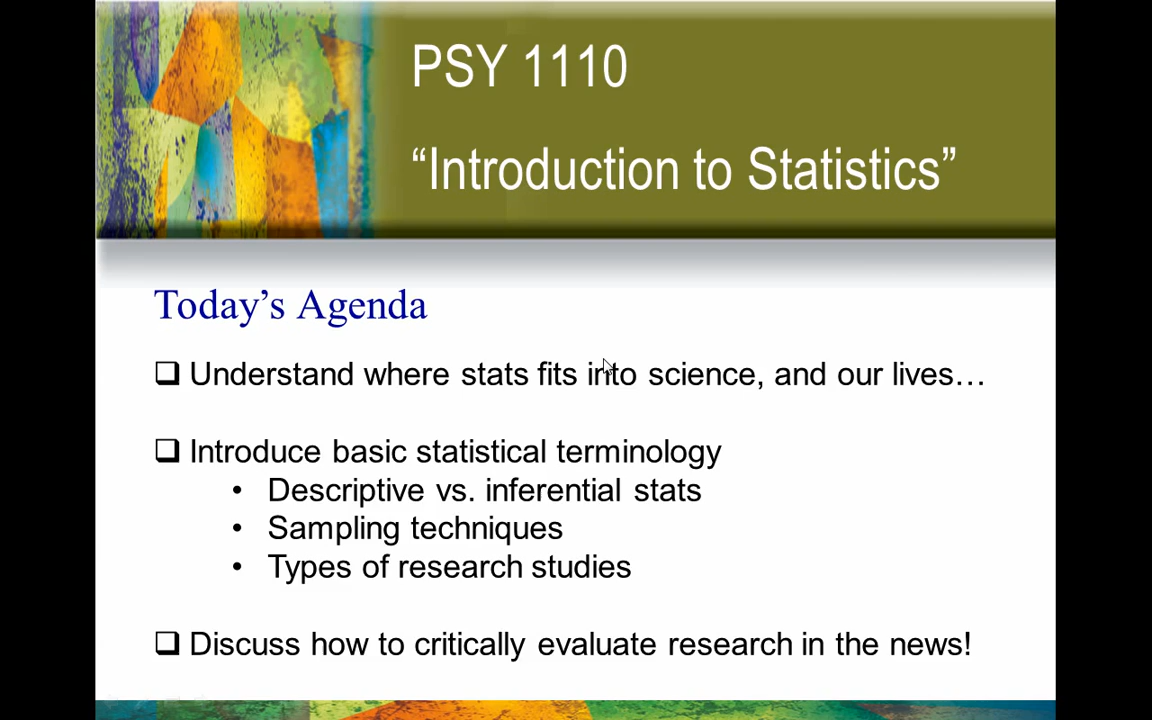 PSY 1110
“Introduction to Statistics”
Today’s Agenda
❑ Understand where stats fits into science, and our lives…
❑ Introduce basic statistical terminology
• Descriptive vs. inferential stats
• Sampling techniques
• Types of research studies
❑ Discuss how to critically evaluate research in the news!